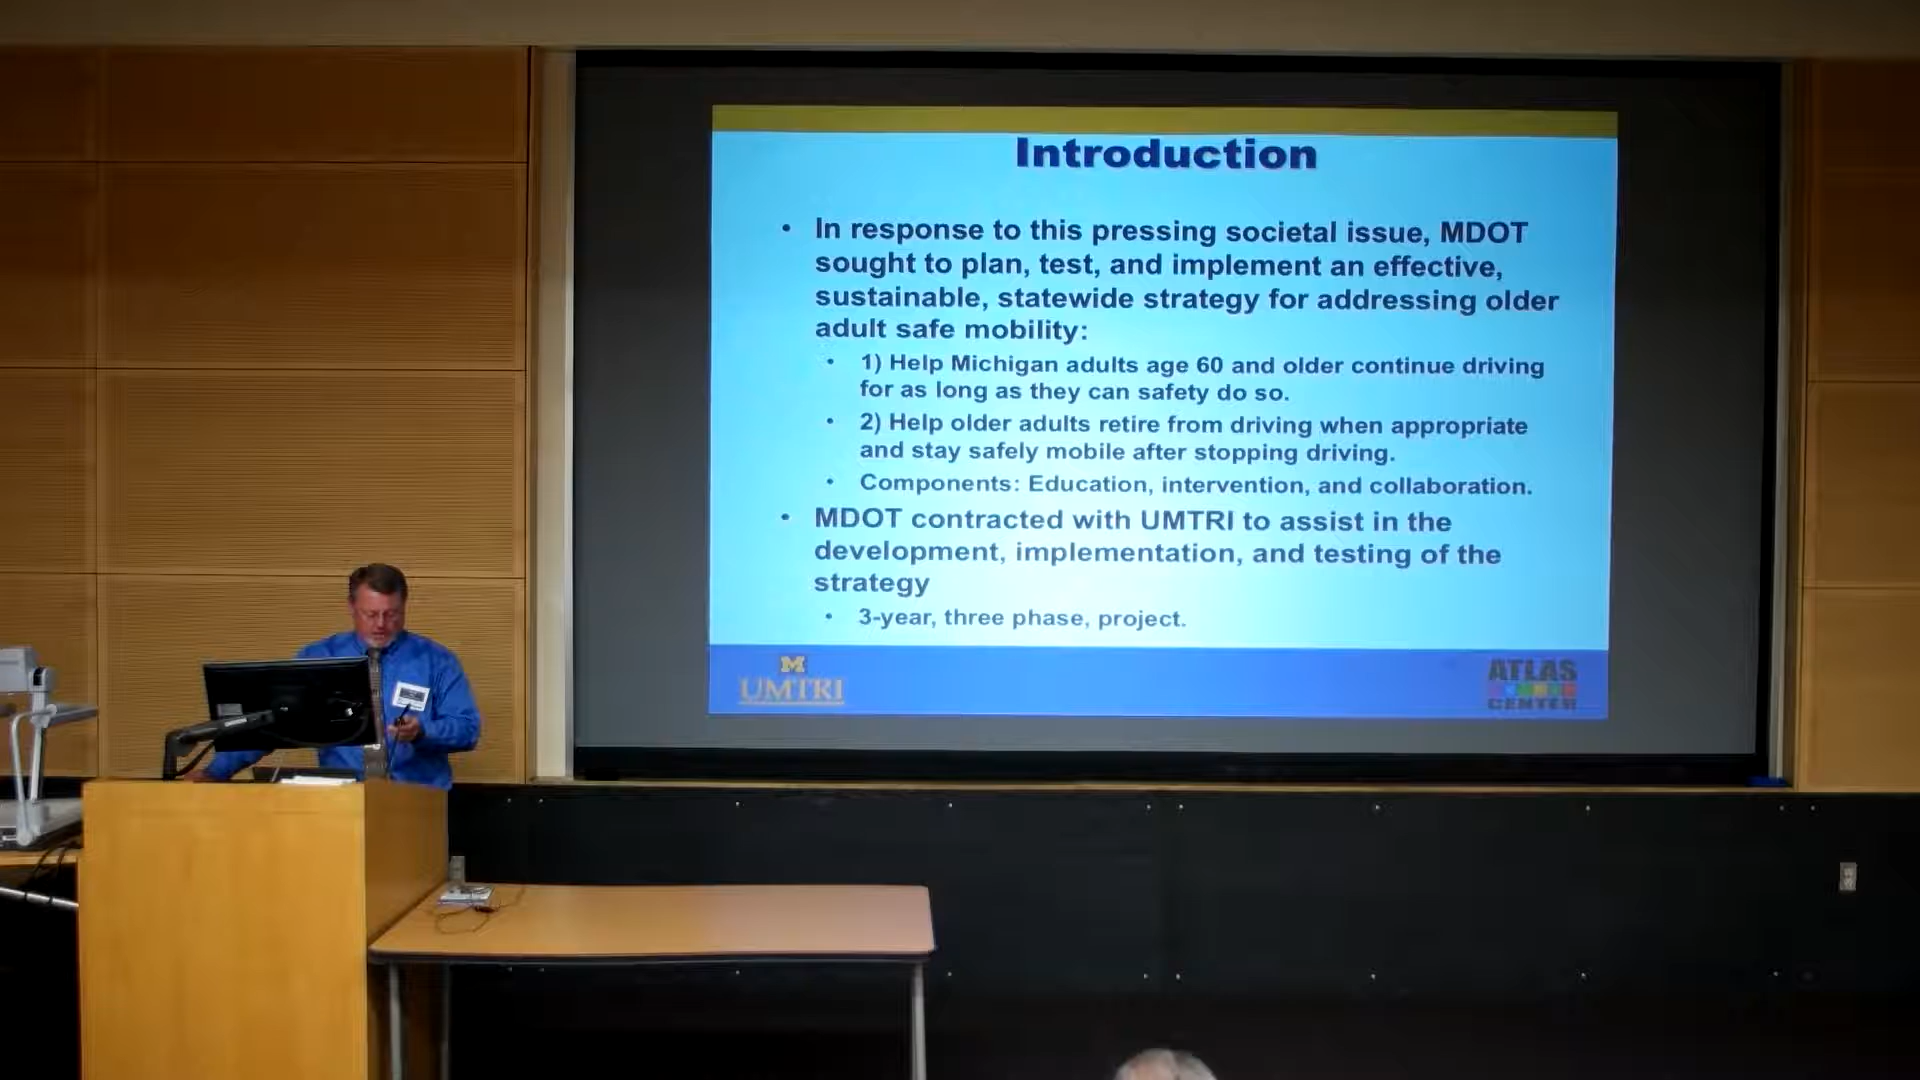 Introduction
• In response to this pressing societal issue, MDOT
sought to plan, test, and implement an effective,
sustainable, statewide strategy for addressing older
adult safe mobility:
• 1) Help Michigan adults age 60 and older continue driving
for as long as they can safety do so.
• 2) Help older adults retire from driving when appropriate
and stay safely mobile after stopping driving.
• Components: Education, intervention, and collaboration.
• MDOT contracted with UMTRI to assist in the
development, implementation, and testing of the
strategy
• 3-year, three phase, project.
M
UMTRI
ATLAS
CENTER